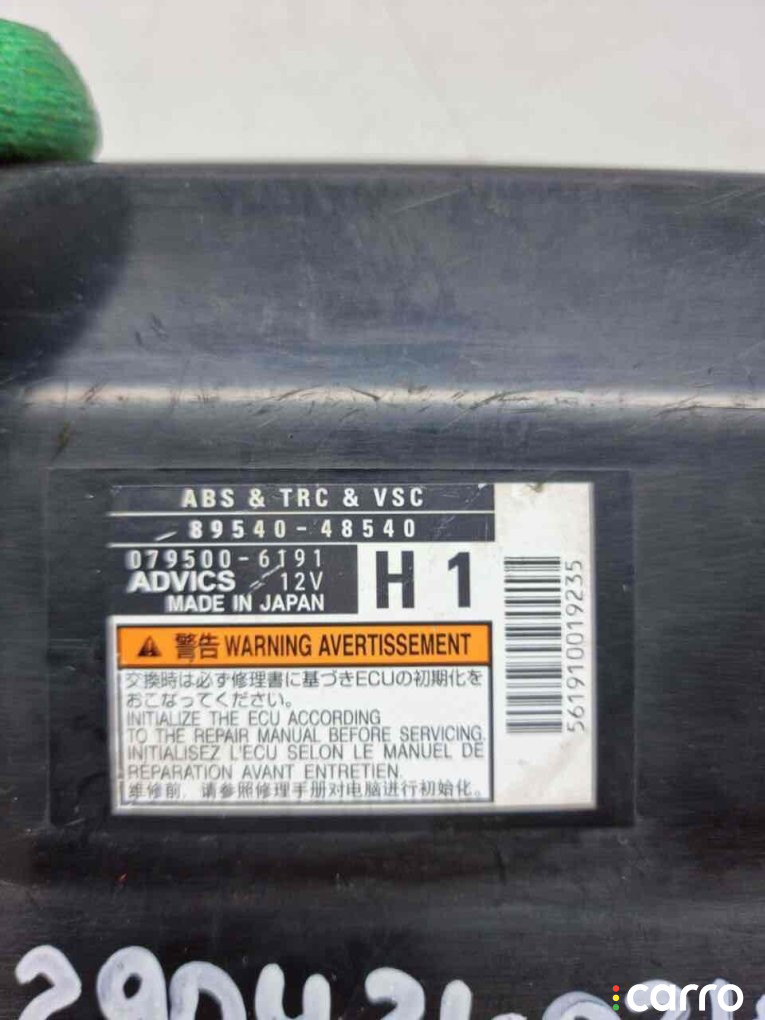 ABS & TRC & VSC
89540-48540
079500-6191
ADVICS 12V
MADE IN JAPAN
H 1
警告 WARNING AVERTISSEMENT
交換時は必ず修理書に基づきECUの初期化を
おこなってください。
INITIALIZE THE ECU ACCORDING
TO THE REPAIR MANUAL BEFORE SERVICING.
INITIALISEZ L'ECU SELON LE MANUEL DE
REPARATION AVANT ENTRETIEN.
维修前, 请参照修理手册对电脑进行初始化。
561910019235
carro